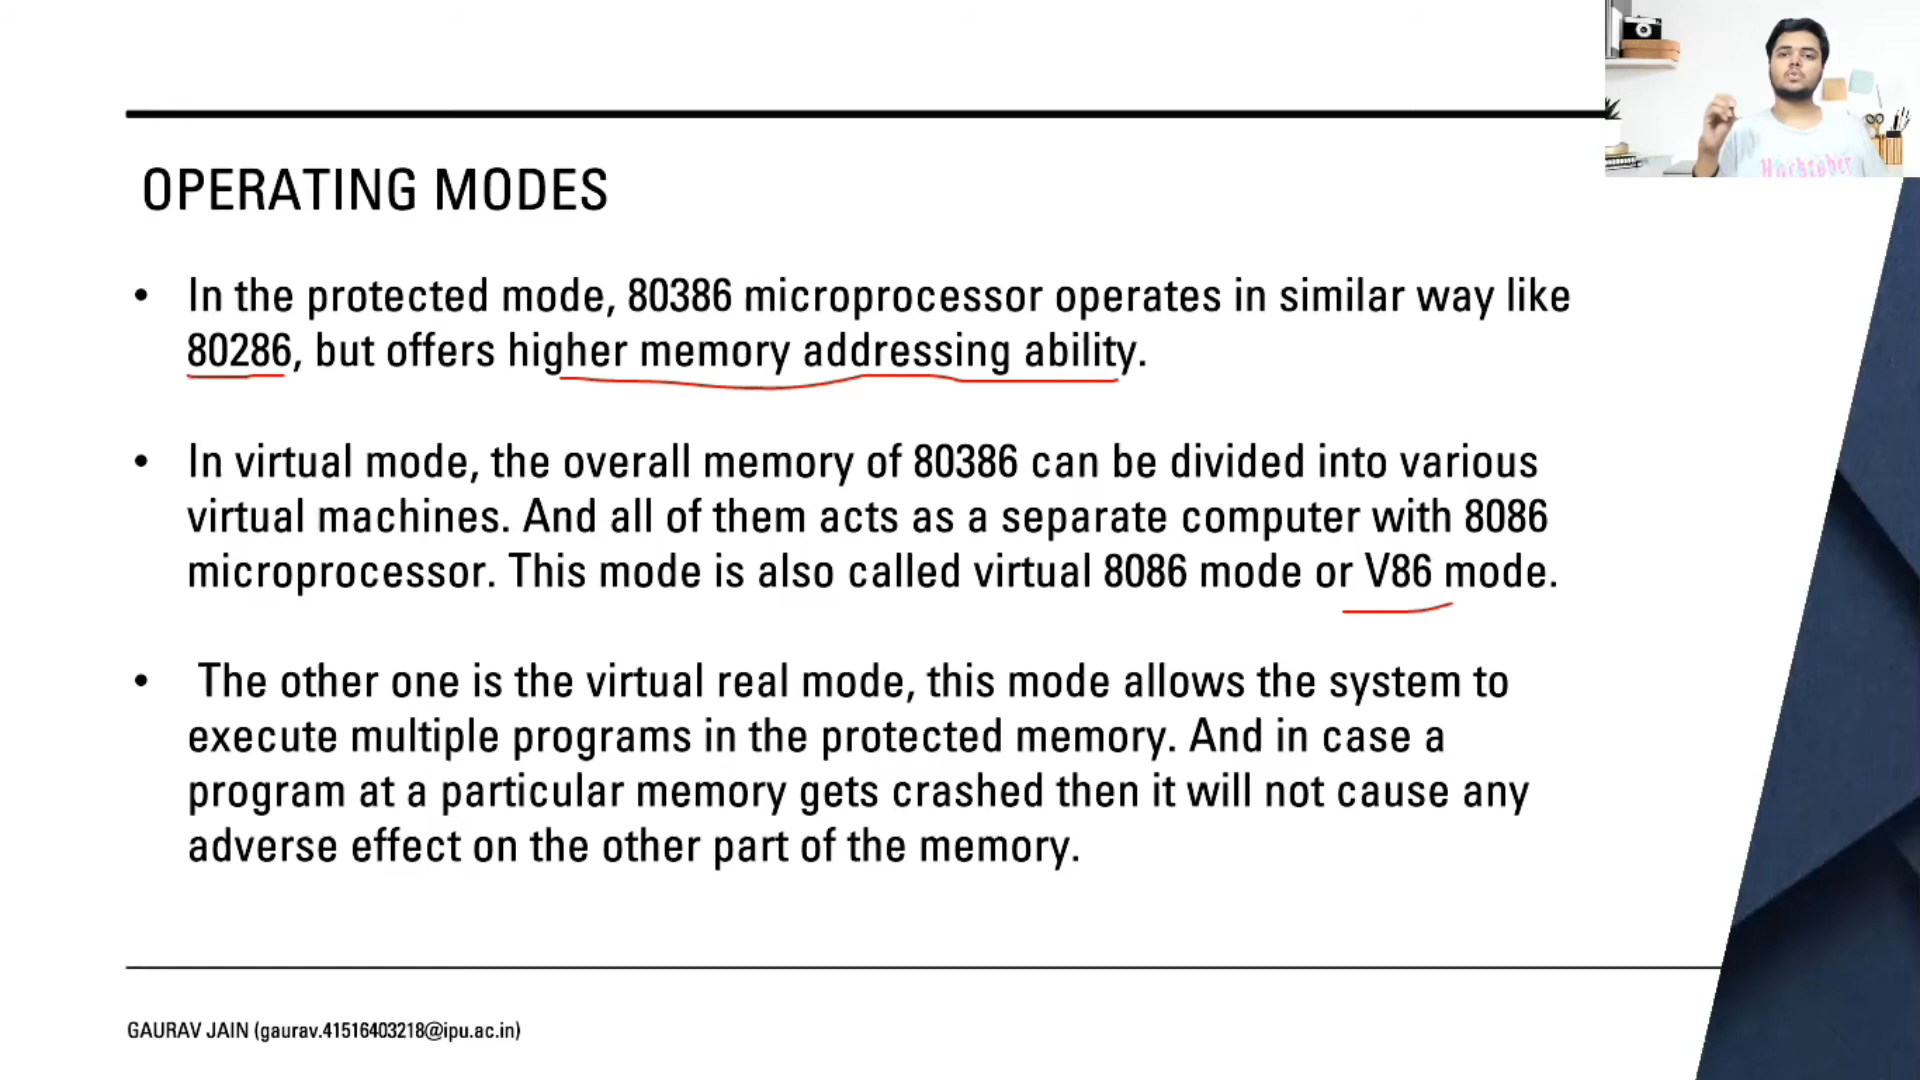 OPERATING MODES
• In the protected mode, 80386 microprocessor operates in similar way like
80286, but offers higher memory addressing ability.
• In virtual mode, the overall memory of 80386 can be divided into various
virtual machines. And all of them acts as a separate computer with 8086
microprocessor. This mode is also called virtual 8086 mode or V86 mode.
• The other one is the virtual real mode, this mode allows the system to
execute multiple programs in the protected memory. And in case a
program at a particular memory gets crashed then it will not cause any
adverse effect on the other part of the memory.
GAURAV JAIN (gaurav.41516403218@ipu.ac.in)